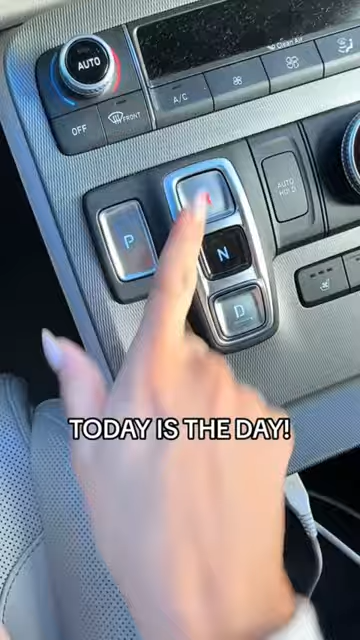 AUTO
Clean Air
OFF
FRONT
A/C
AUTO
HOLD
P
N
D
TODAY IS THE DAY!